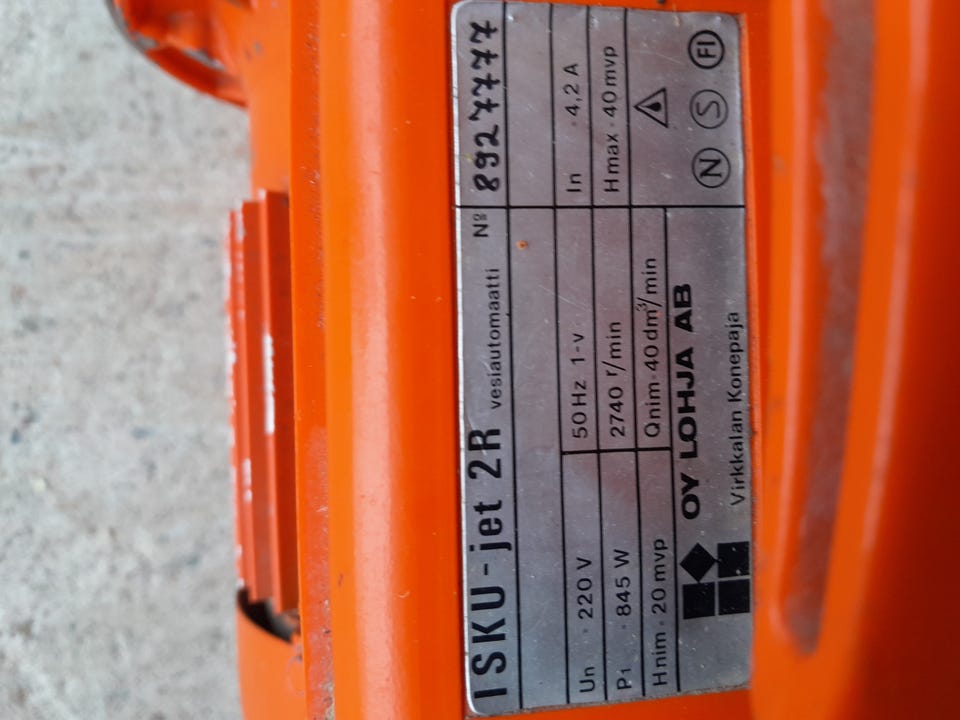 ISKU-jet 2R vesiautomaatti № 8927777
Un · 220 V 50 Hz 1-v In · 4,2 A
P1 · 845 W 2740 r/min Hmax · 40 mvp
Hnim · 20 mvp Qnim · 40 dm³/min
OY LOHJA AB
Virkkalan Konepaja
N S FI